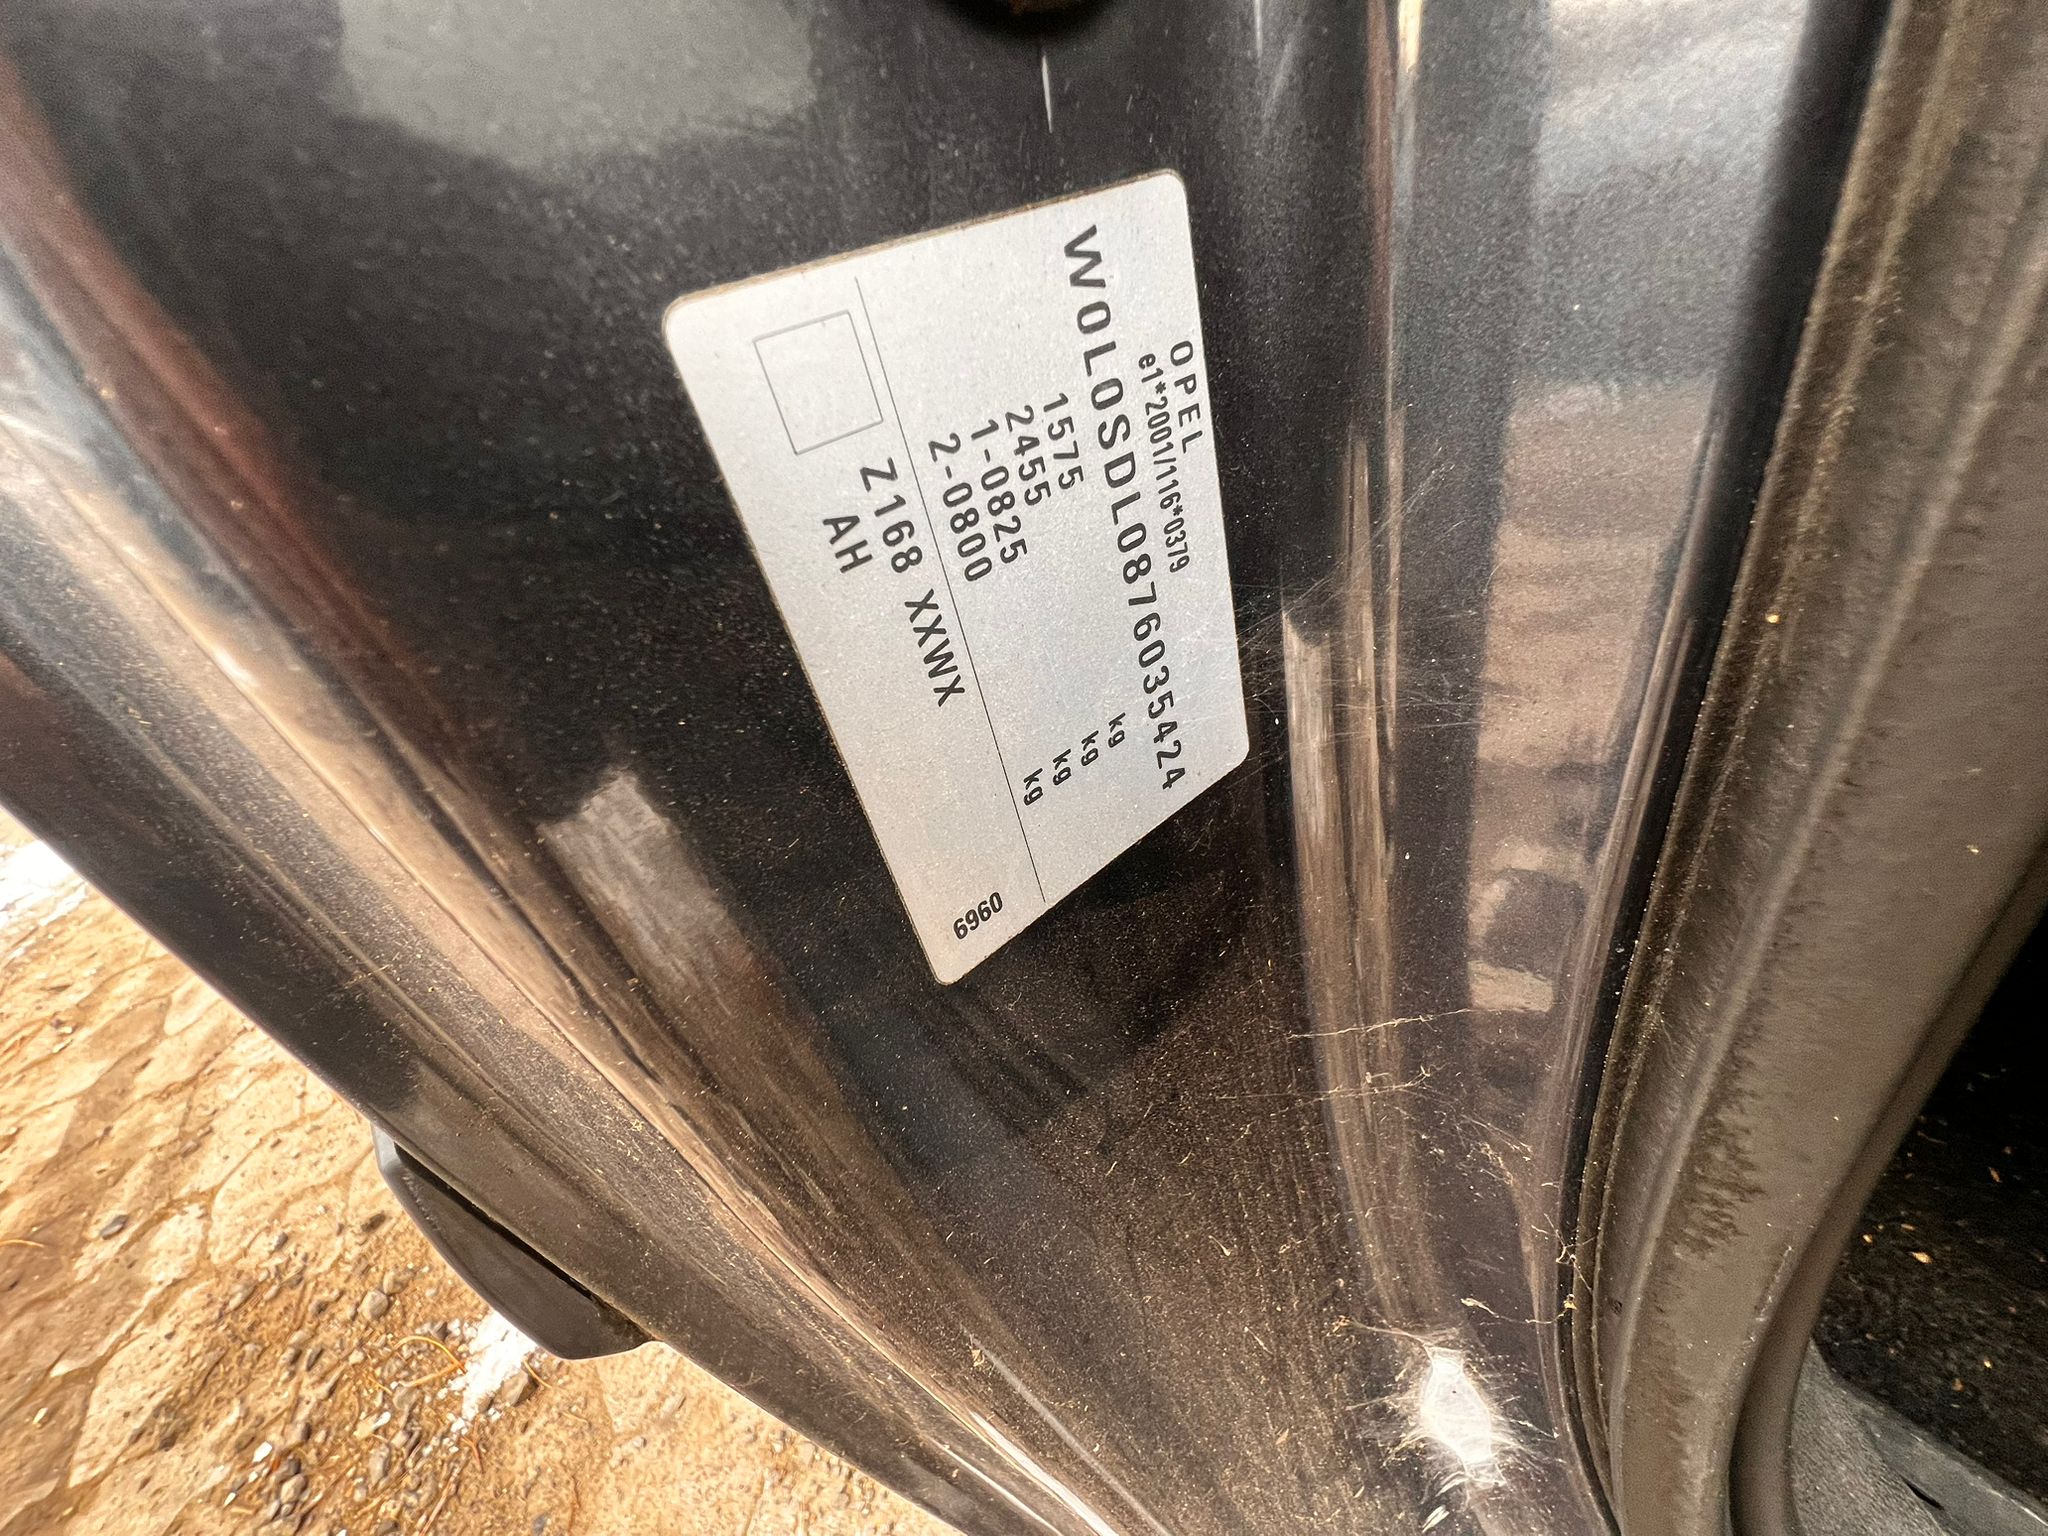 OPEL
e1*2001/116*0379
W0L0SDL0876035424
1575 kg
2455 kg
1-0825 kg
2-0800 kg
Z168 XXWX
AH
6960